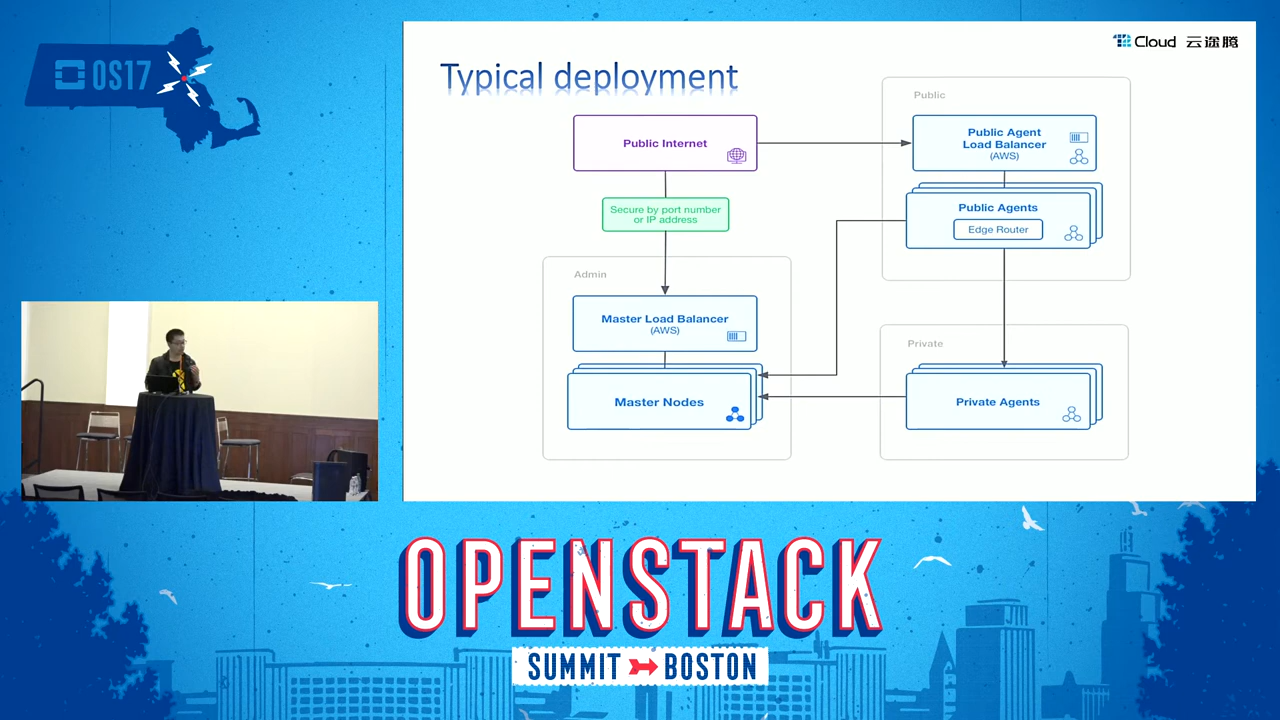 OS17
Cloud 云途腾
Typical deployment
Public
Public Internet
Public Agent
Load Balancer
(AWS)
Secure by port number
or IP address
Public Agents
Edge Router
Admin
Master Load Balancer
(AWS)
Private
Master Nodes
Private Agents
OPENSTACK
SUMMIT BOSTON